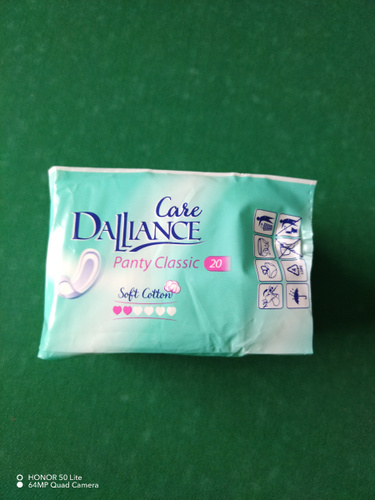 Care
DALLIANCE
Panty Classic 20
Soft Cotton
HONOR 50 Lite
64MP Quad Camera